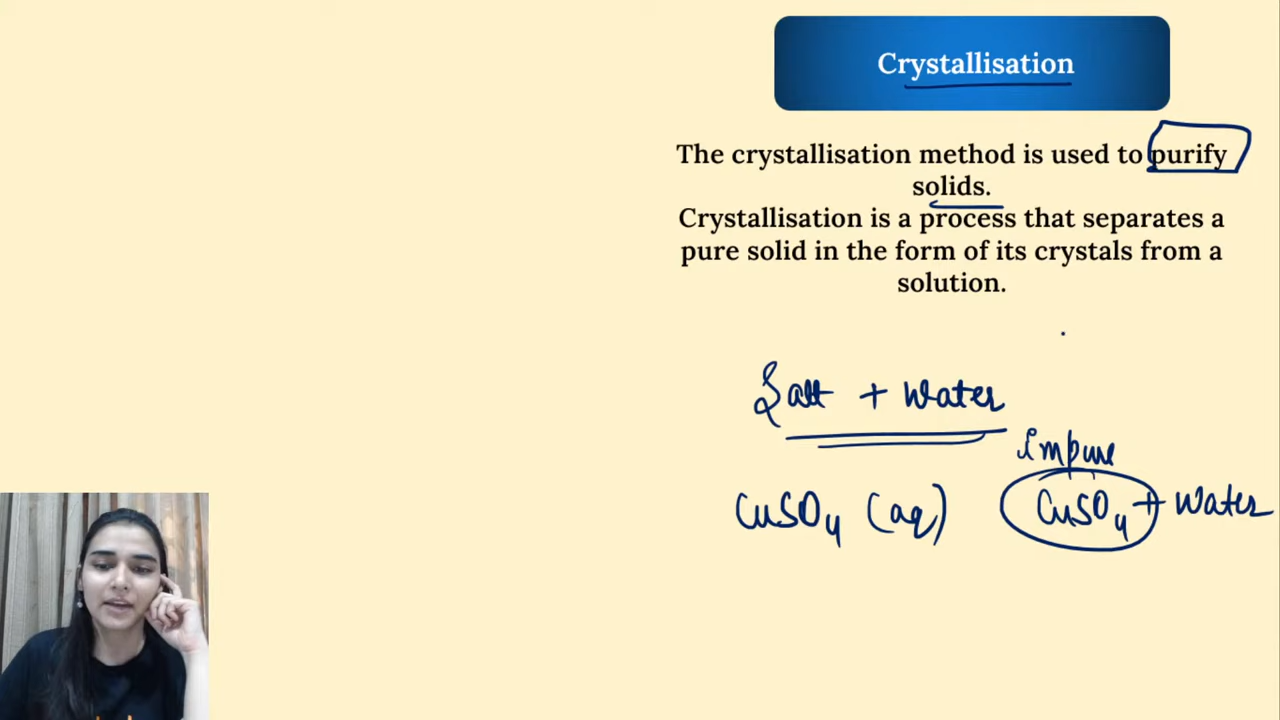 Crystallisation
The crystallisation method is used to purify
solids.
Crystallisation is a process that separates a
pure solid in the form of its crystals from a
solution.
Salt + Water
impure
CuSO4 (aq) CuSO4 + Water